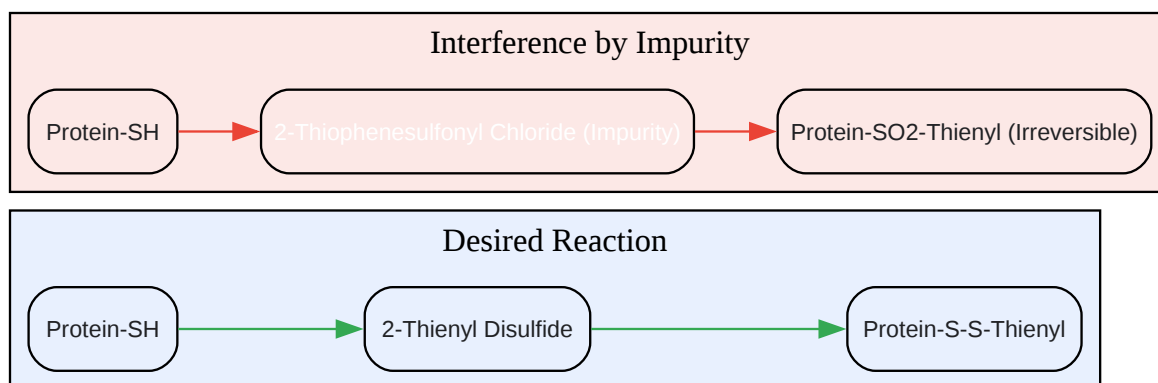 Interference by Impurity
Protein-SH
2-Thiophenesulfonyl Chloride (Impurity)
Protein-SO2-Thienyl (Irreversible)
Desired Reaction
Protein-SH
2-Thienyl Disulfide
Protein-S-S-Thienyl